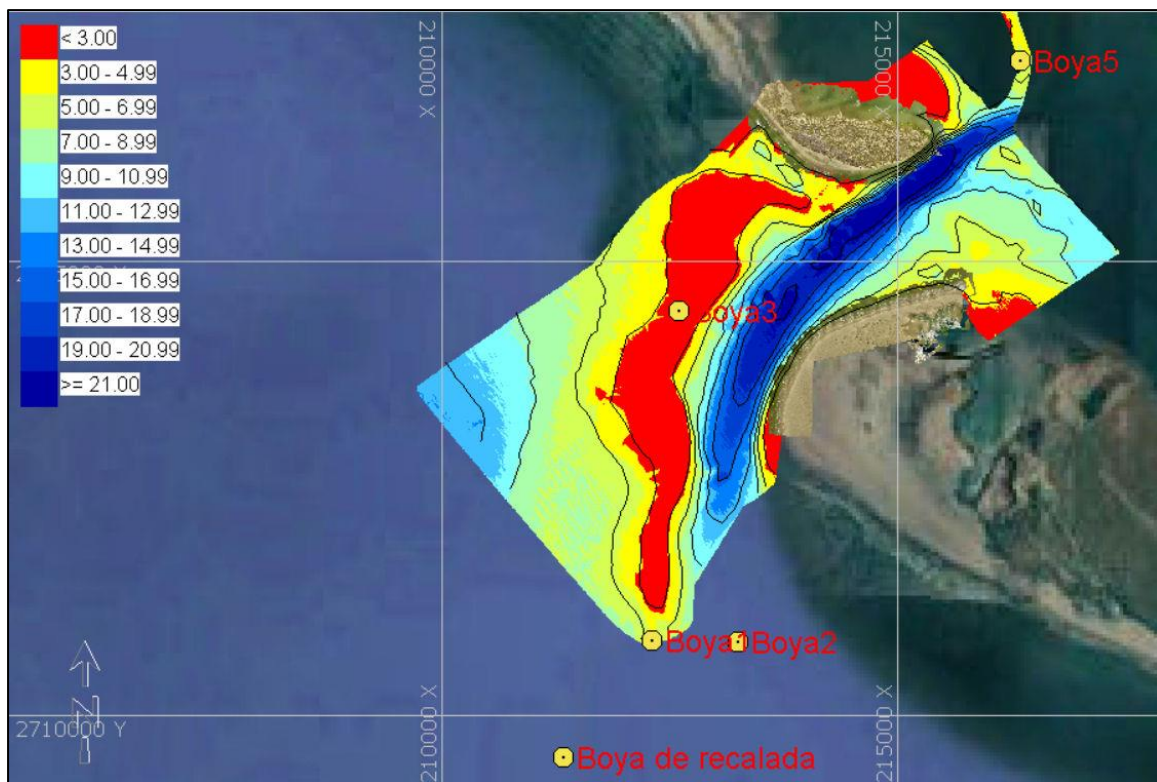 < 3.00
3.00 - 4.99
5.00 - 6.99
7.00 - 8.99
9.00 - 10.99
11.00 - 12.99
13.00 - 14.99
15.00 - 16.99
17.00 - 18.99
19.00 - 20.99
>= 21.00
210000 X
215000 X
Boya5
Boya3
Boya1
Boya2
N
2710000 Y
210000 X
215000 X
Boya de recalada